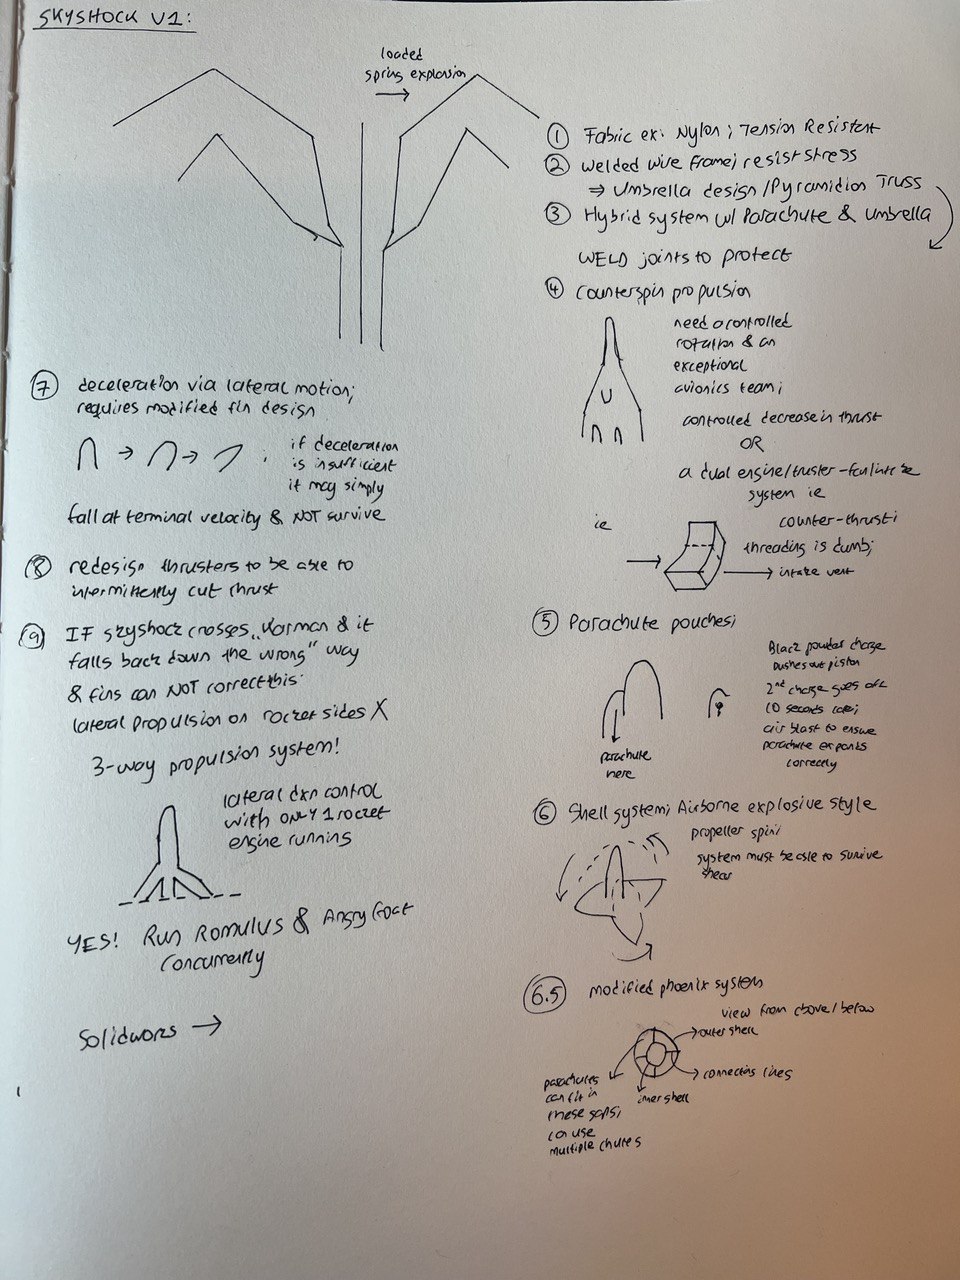 SKYSHOCK V1:
loaded
spring explosion
① Fabric ex: Nylon; Tension Resistant
② Welded wire frame; resist stress
⇒ Umbrella design/Pyramidion Truss
③ Hybrid system w/ Parachute & umbrella
WELD joints to protect
④ Counterspin propulsion
need a controlled
rotation & an
exceptional
avionics team;
controlled decrease in thrust
OR
a dual engine/truster
system ie
ie
counter-thrust;
threading is dumb;
intake vent
⑤ Parachute pouches;
Black powder charge
pushes out piston
2nd charge goes off
10 seconds later;
air blast to ensure
parachute expands
correctly
parachute
here
⑥ Shell system; Airborne explosive style
propeller spin;
system must be able to survive
shear
6.5 modified phoenix system
view from above/below
outer shell
connecting lines
inner shell
parachutes
can fit in
these gaps;
can use
multiple chutes
⑦ deceleration via lateral motion;
requires modified fin design
if deceleration
is insufficient
it may simply
fall at terminal velocity & NOT survive
⑧ redesign thrusters to be able to
intermittently cut thrust
⑨ IF skyshock crosses Karman & it
falls back down the "wrong" way
& fins can NOT correct this:
lateral propulsion on rocket sides X
3-way propulsion system!
lateral dxn control
with ONLY 1 rocket
engine running
YES! Run Romulus & Angry Goat
concurrently
Solidworks →